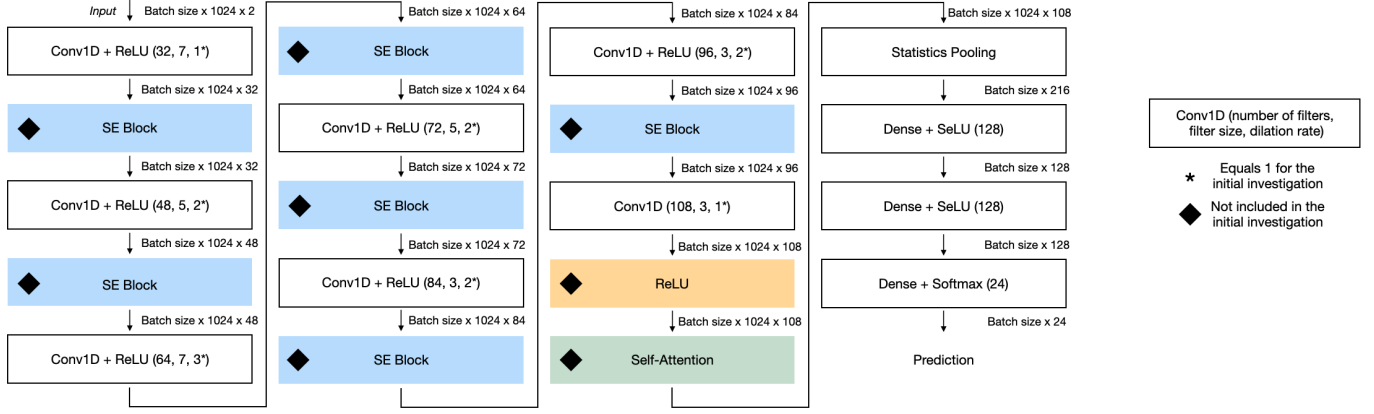 Input
Batch size x 1024 x 2
Conv1D + ReLU (32, 7, 1*)
Batch size x 1024 x 32
SE Block
Batch size x 1024 x 32
Conv1D + ReLU (48, 5, 2*)
Batch size x 1024 x 48
SE Block
Batch size x 1024 x 48
Conv1D + ReLU (64, 7, 3*)
Batch size x 1024 x 64
SE Block
Batch size x 1024 x 64
Conv1D + ReLU (72, 5, 2*)
Batch size x 1024 x 72
SE Block
Batch size x 1024 x 72
Conv1D + ReLU (84, 3, 2*)
Batch size x 1024 x 84
SE Block
Batch size x 1024 x 84
Conv1D + ReLU (96, 3, 2*)
Batch size x 1024 x 96
SE Block
Batch size x 1024 x 96
Conv1D (108, 3, 1*)
Batch size x 1024 x 108
ReLU
Batch size x 1024 x 108
Self-Attention
Batch size x 1024 x 108
Statistics Pooling
Batch size x 216
Dense + SeLU (128)
Batch size x 128
Dense + SeLU (128)
Batch size x 128
Dense + Softmax (24)
Batch size x 24
Prediction
Conv1D (number of filters,
filter size, dilation rate)
* Equals 1 for the
initial investigation
Not included in the
initial investigation